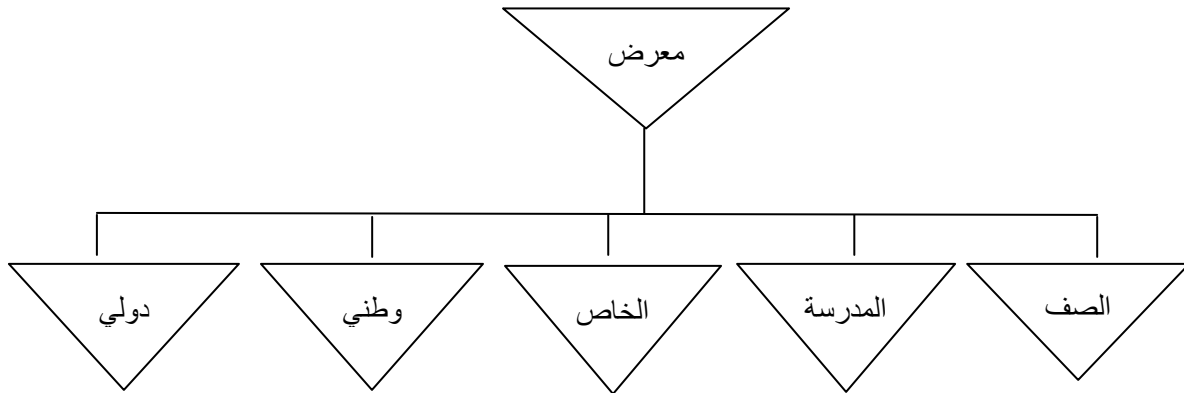 معرض
الصف
المدرسة
الخاص
وطني
دولي